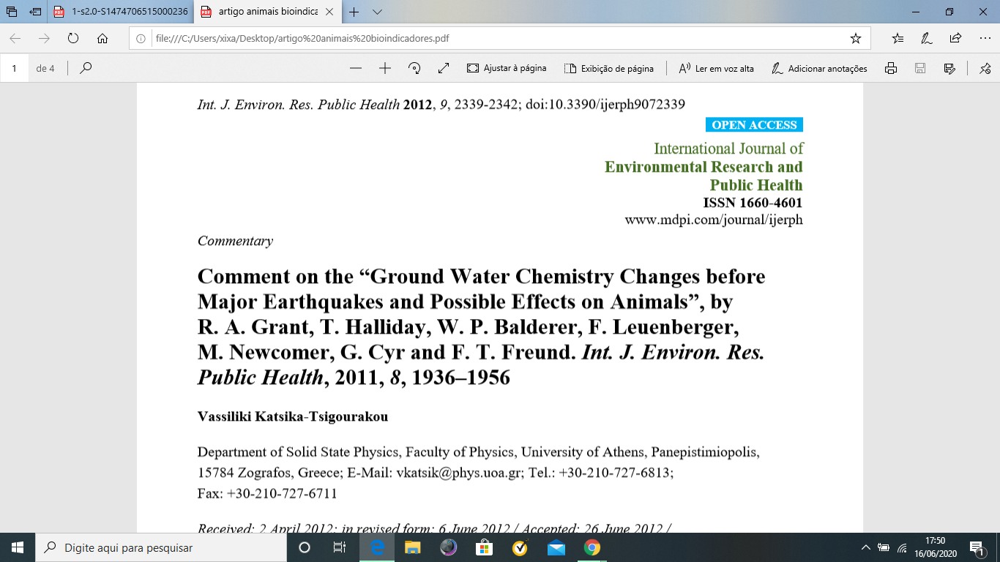 1-s2.0-S1474706515000236
artigo animais bioindica
file:///C:/Users/xixa/Desktop/artigo%20animais%20bioindicadores.pdf
1 de 4
Ajustar à página
Exibição de página
Ler em voz alta
Adicionar anotações
Int. J. Environ. Res. Public Health 2012, 9, 2339-2342; doi:10.3390/ijerph9072339
OPEN ACCESS
International Journal of
Environmental Research and
Public Health
ISSN 1660-4601
www.mdpi.com/journal/ijerph
Commentary
Comment on the “Ground Water Chemistry Changes before
Major Earthquakes and Possible Effects on Animals”, by
R. A. Grant, T. Halliday, W. P. Balderer, F. Leuenberger,
M. Newcomer, G. Cyr and F. T. Freund. Int. J. Environ. Res.
Public Health, 2011, 8, 1936–1956
Vassiliki Katsika-Tsigourakou
Department of Solid State Physics, Faculty of Physics, University of Athens, Panepistimiopolis,
15784 Zografos, Greece; E-Mail: vkatsik@phys.uoa.gr; Tel.: +30-210-727-6813;
Fax: +30-210-727-6711
Received: 2 April 2012; in revised form: 6 June 2012 / Accepted: 26 June 2012 /
Digite aqui para pesquisar
17:50
16/06/2020
1